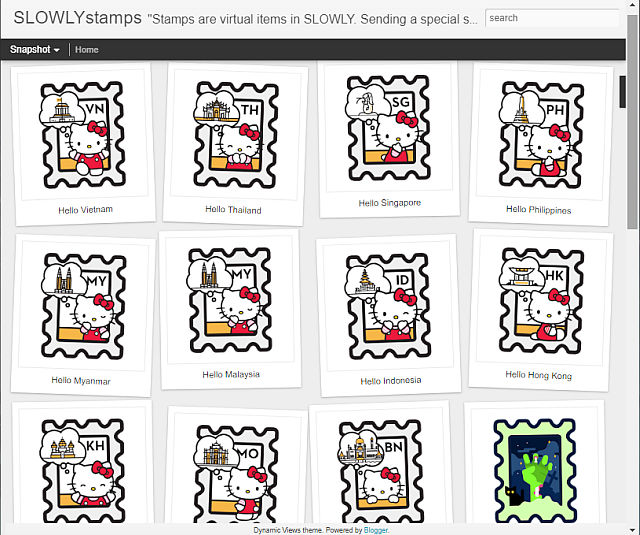 SLOWLYstamps "Stamps are virtual items in SLOWLY. Sending a special s...
search
Snapshot Home
VN
TH
SG
PH
Hello Vietnam
Hello Thailand
Hello Singapore
Hello Philippines
MY
MY
ID
HK
Hello Myanmar
Hello Malaysia
Hello Indonesia
Hello Hong Kong
KH
MO
BN
Dynamic Views theme. Powered by Blogger.